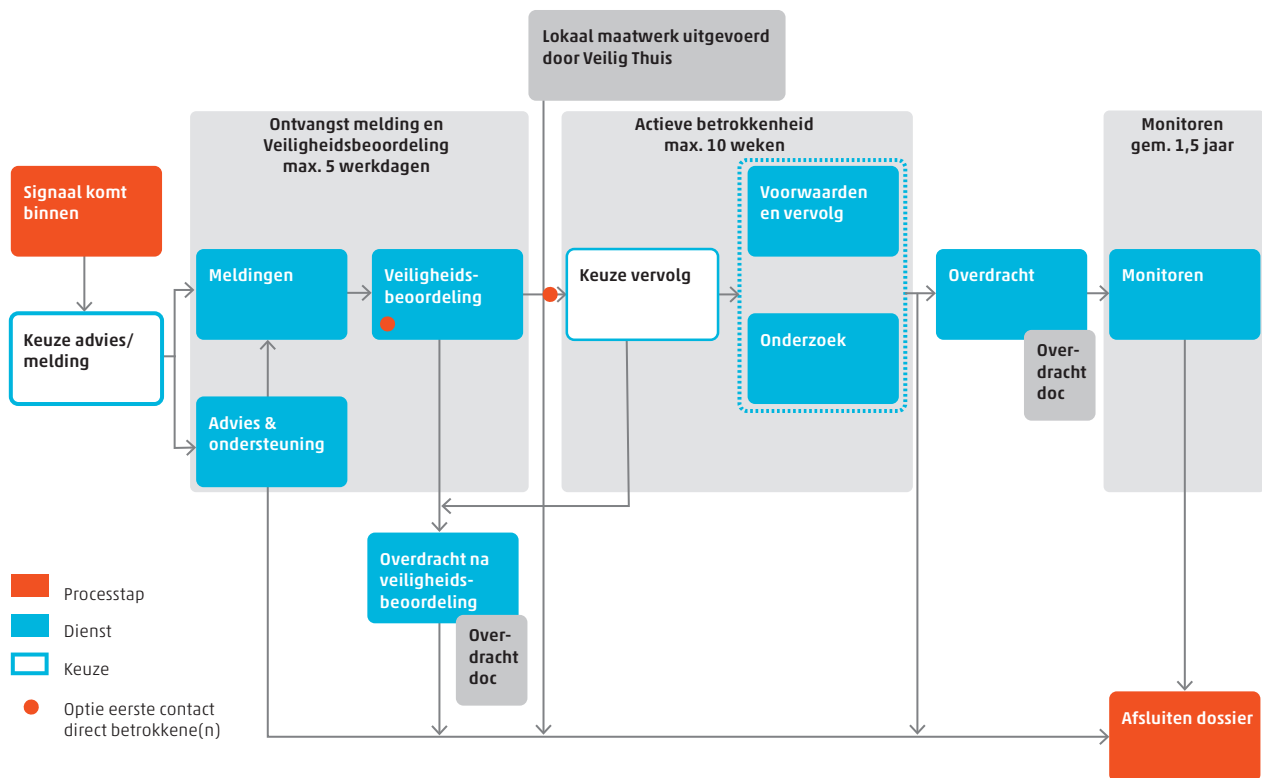 Lokaal maatwerk uitgevoerd
door Veilig Thuis
Ontvangst melding en
Veiligheidsbeoordeling
max. 5 werkdagen
Actieve betrokkenheid
max. 10 weken
Monitoren
gem. 1,5 jaar
Signaal komt
binnen
Voorwaarden
en vervolg
Meldingen
Veiligheids-
beoordeling
Keuze vervolg
Overdracht
Monitoren
Keuze advies/
melding
Onderzoek
Over-
dracht
doc
Advies &
ondersteuning
Overdracht na
veiligheids-
beoordeling
Over-
dracht
doc
Processtap
Dienst
Keuze
Optie eerste contact
direct betrokkene(n)
Afsluiten dossier